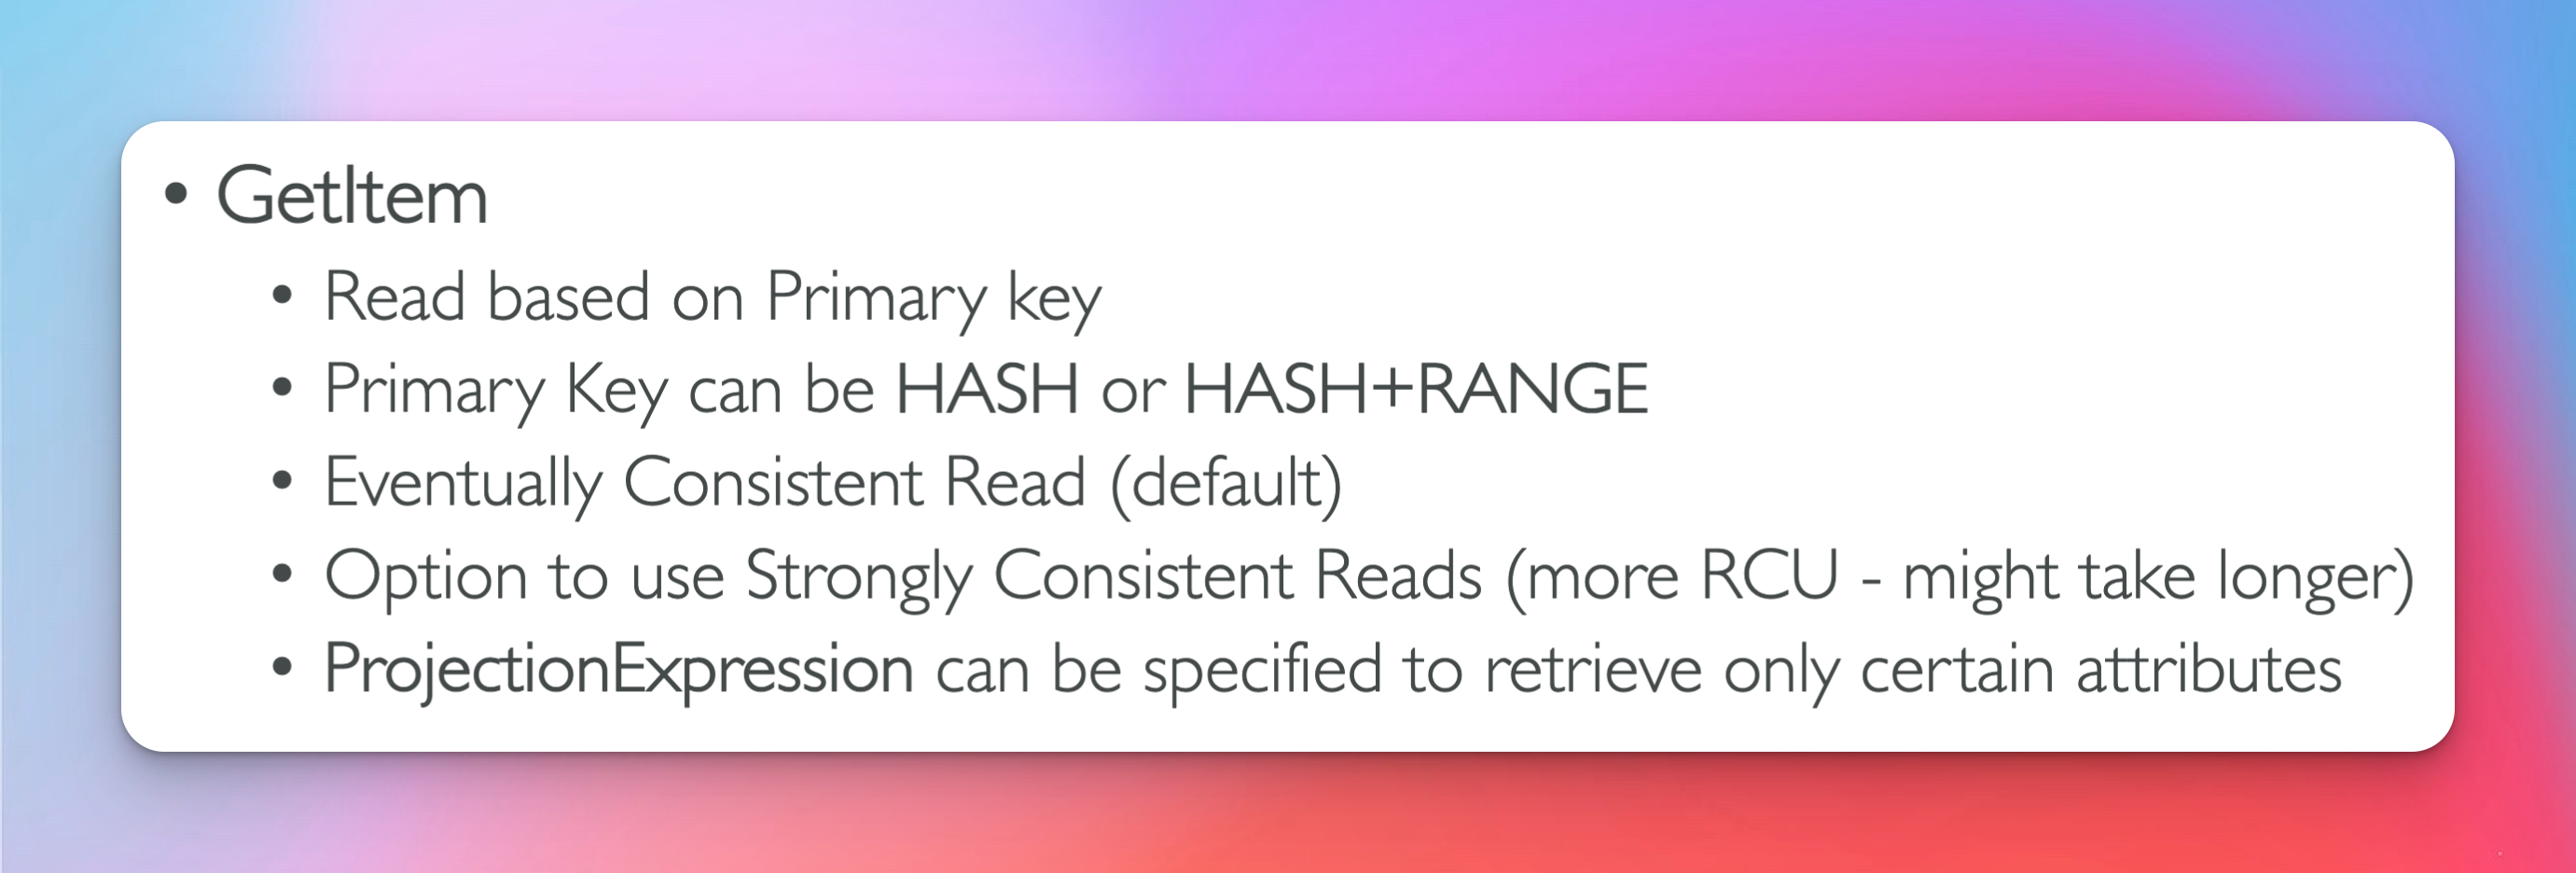 • GetItem
• Read based on Primary key
• Primary Key can be HASH or HASH+RANGE
• Eventually Consistent Read (default)
• Option to use Strongly Consistent Reads (more RCU - might take longer)
• ProjectionExpression can be specified to retrieve only certain attributes